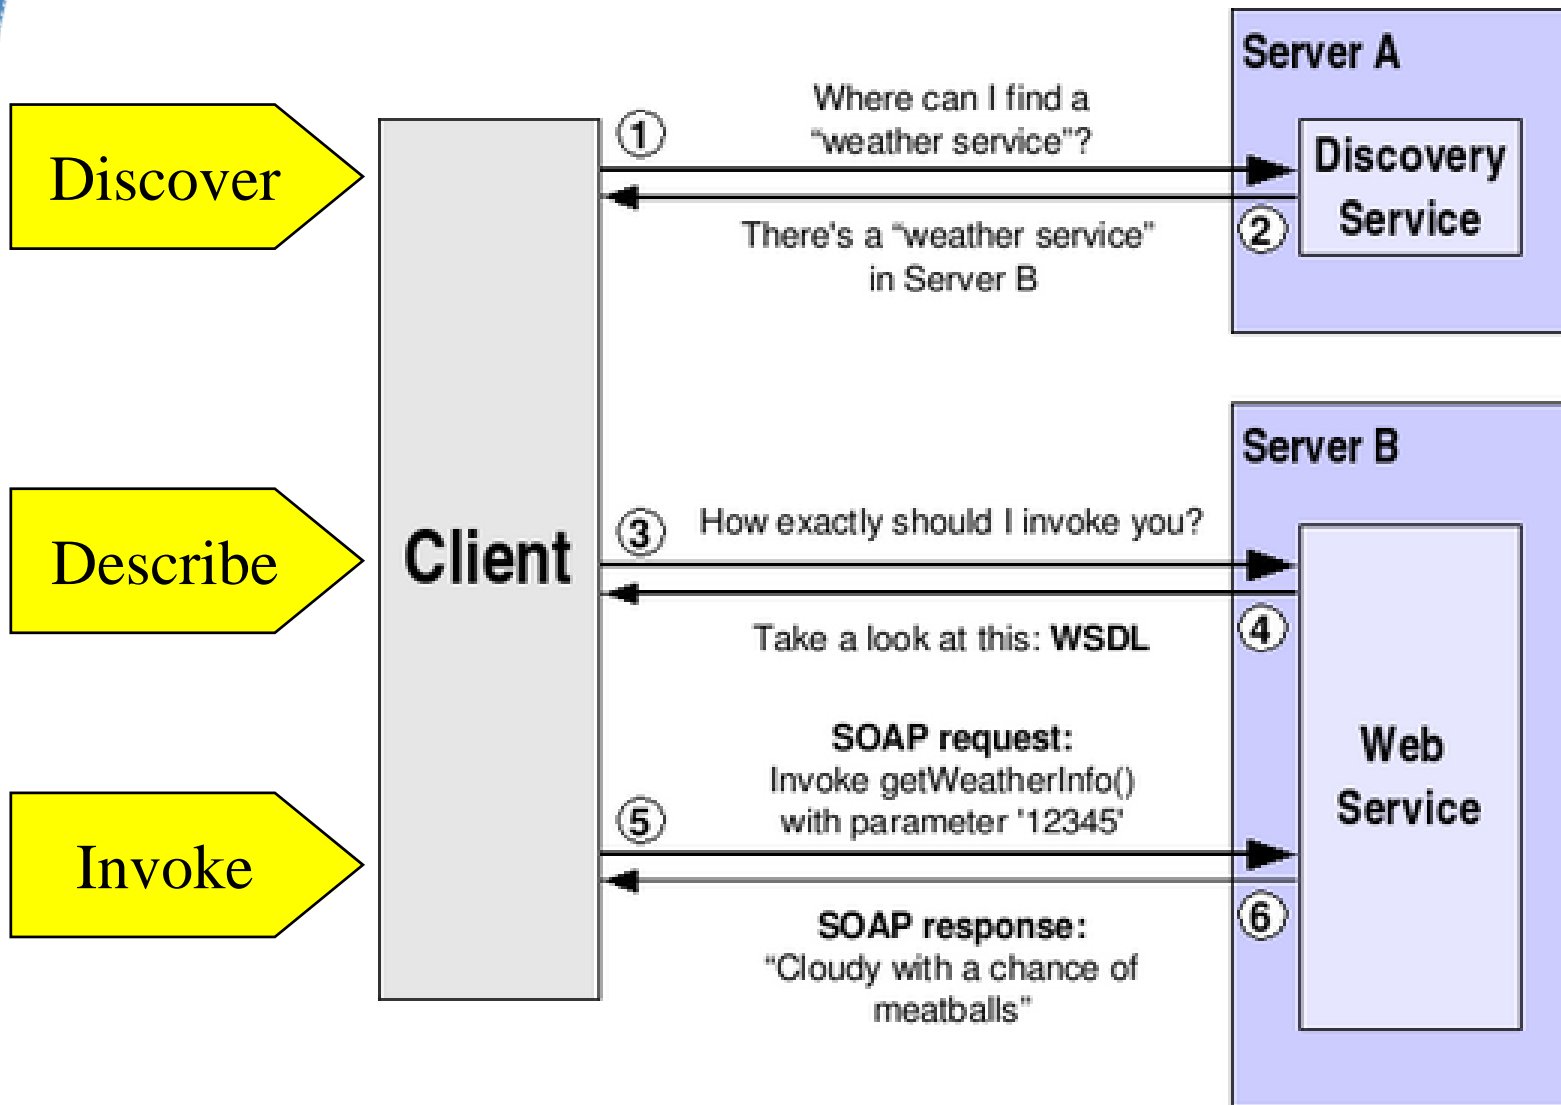 Server A
Where can I find a
“weather service”?
①
Discover
Discovery
Service
②
There's a “weather service”
in Server B
Server B
③
How exactly should I invoke you?
Describe
Client
④
Take a look at this: WSDL
SOAP request:
Invoke getWeatherInfo()
with parameter '12345'
⑤
Web
Service
Invoke
⑥
SOAP response:
“Cloudy with a chance of
meatballs”